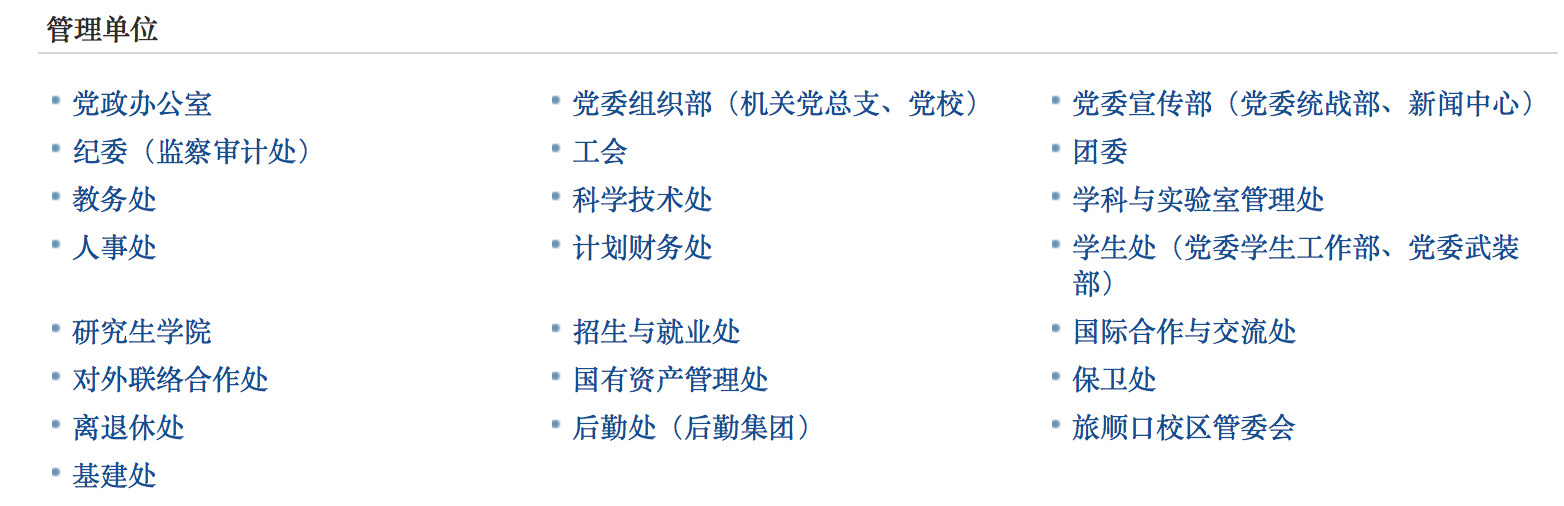 管理单位
党政办公室
党委组织部（机关党总支、党校）
党委宣传部（党委统战部、新闻中心）
纪委（监察审计处）
工会
团委
教务处
科学技术处
学科与实验室管理处
人事处
计划财务处
学生处（党委学生工作部、党委武装
部）
研究生学院
招生与就业处
国际合作与交流处
对外联络合作处
国有资产管理处
保卫处
离退休处
后勤处（后勤集团）
旅顺口校区管委会
基建处